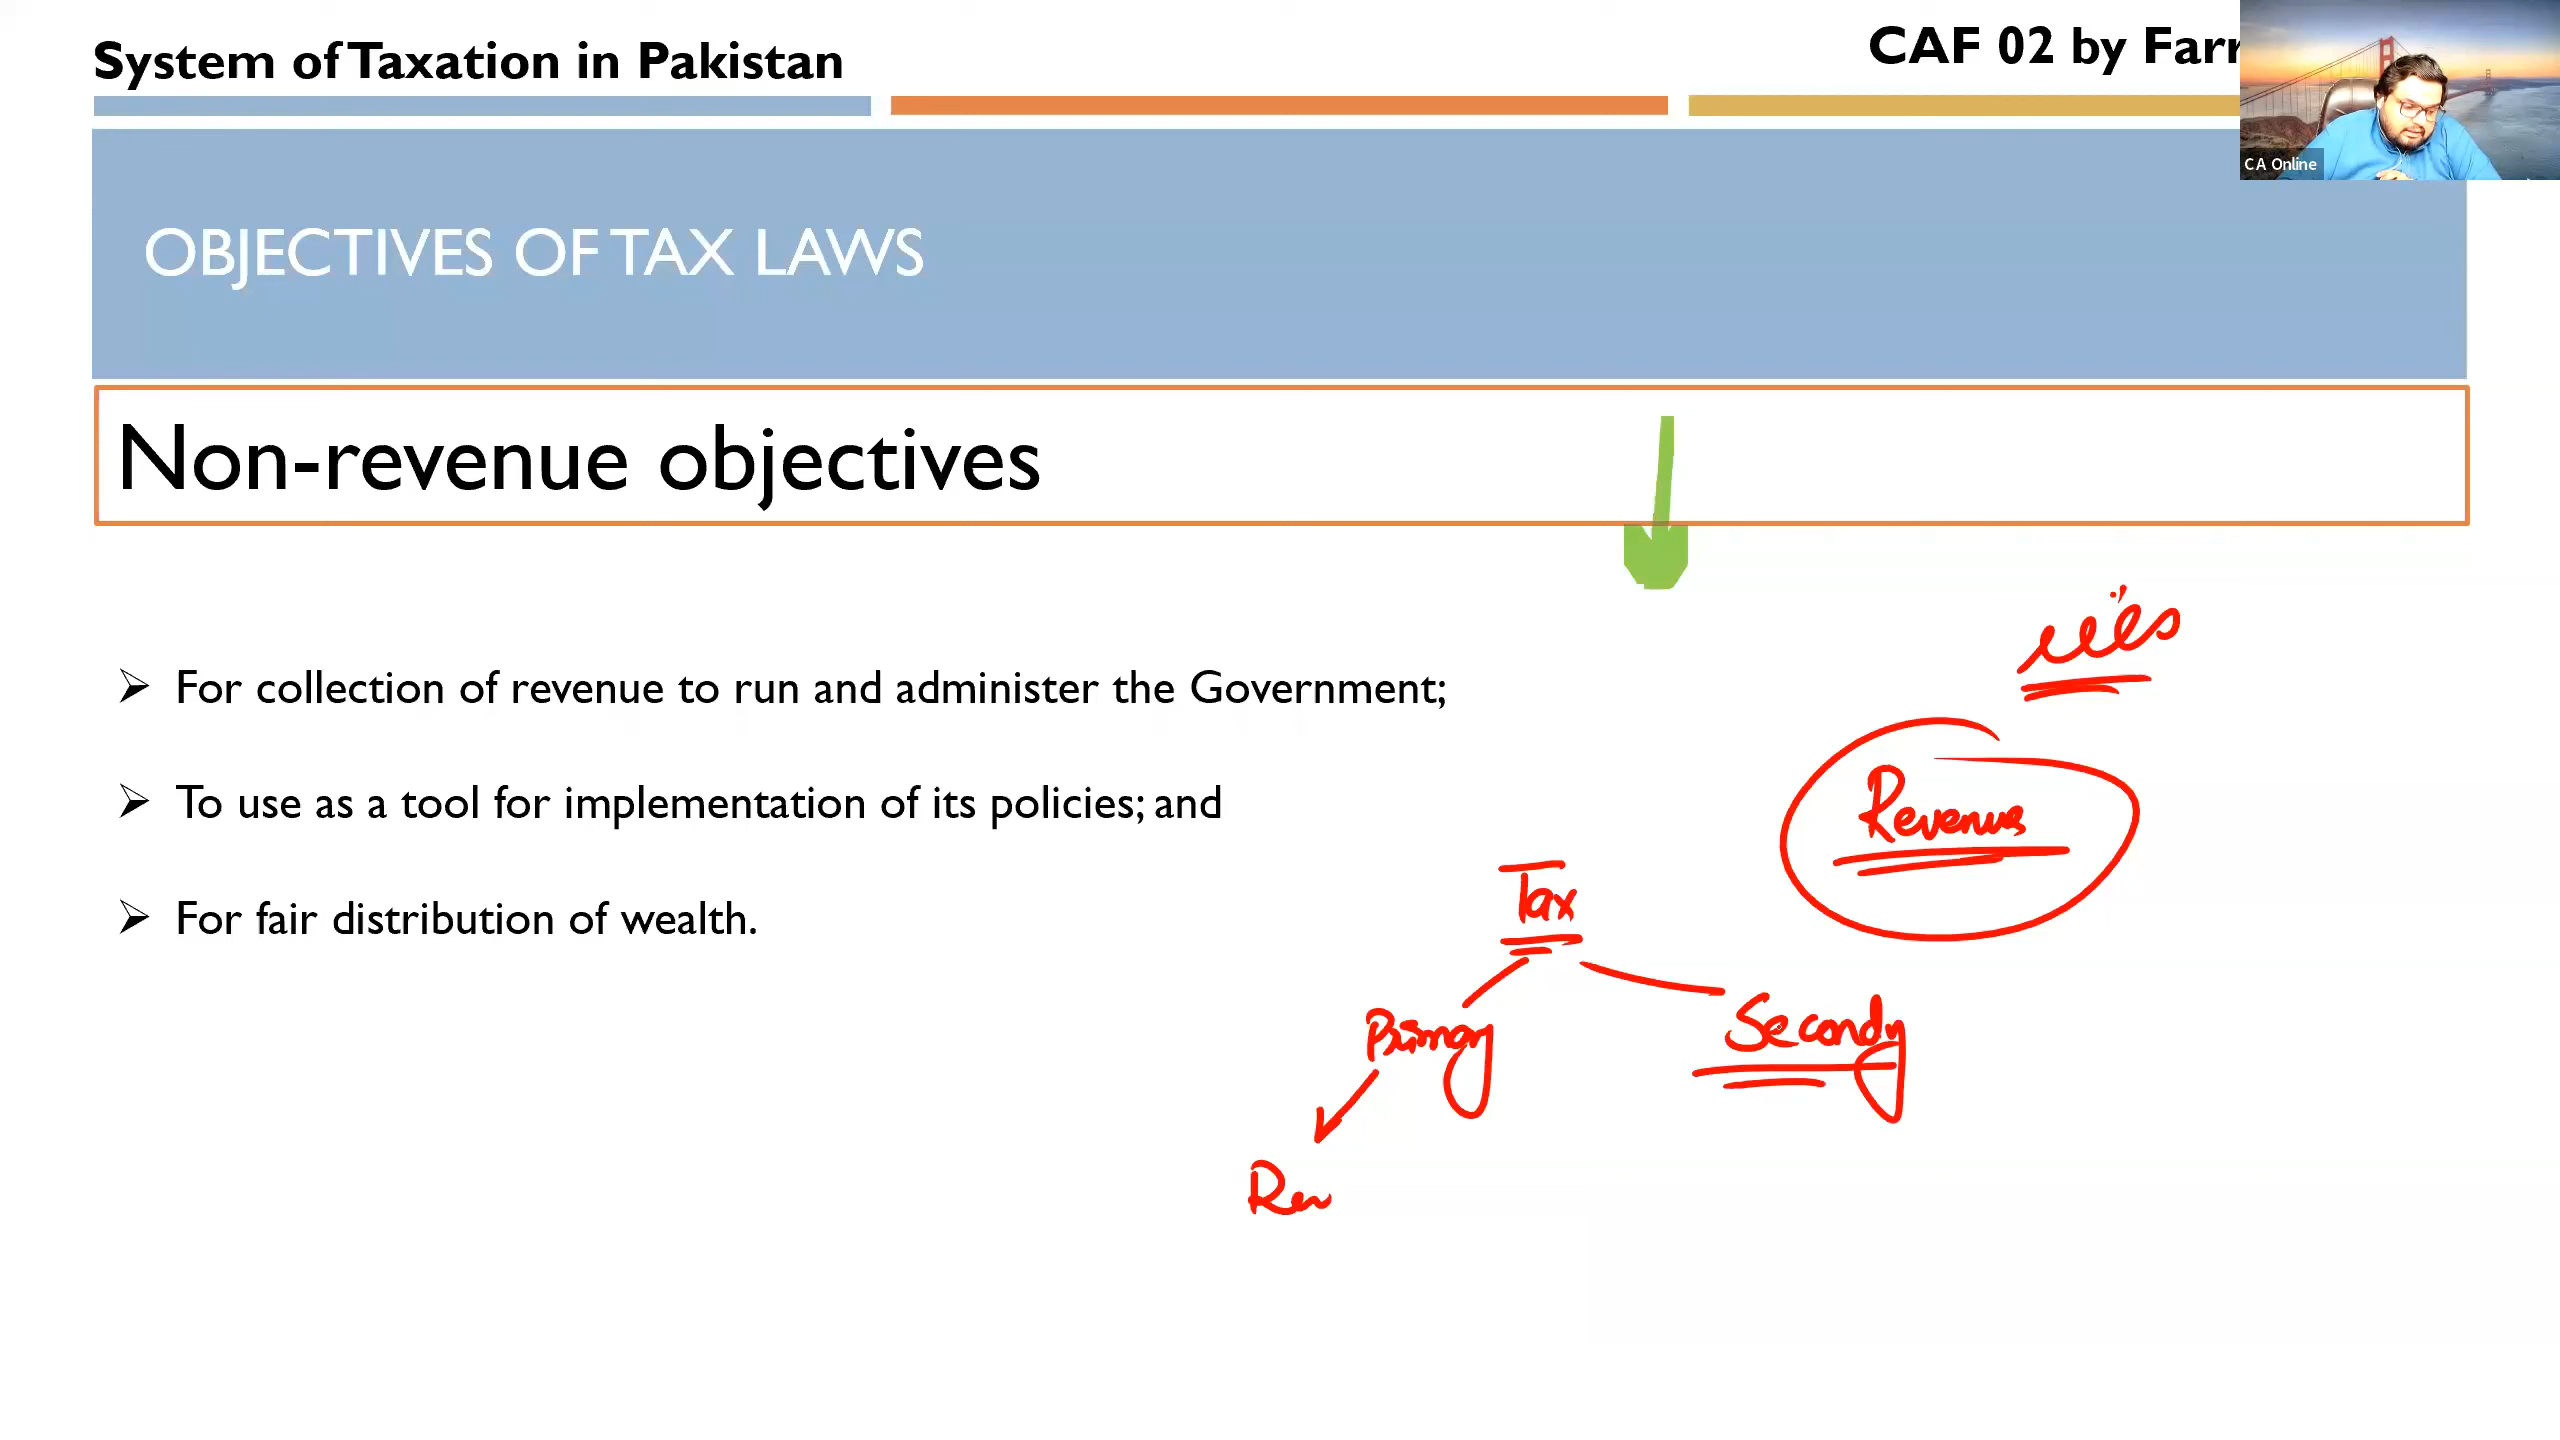 System of Taxation in Pakistan
CAF 02 by Farr
CA Online
OBJECTIVES OF TAX LAWS
Non-revenue objectives
➢ For collection of revenue to run and administer the Government;
➢ To use as a tool for implementation of its policies; and
➢ For fair distribution of wealth.
Revenue
Tax
Primary
Secondy
Rev